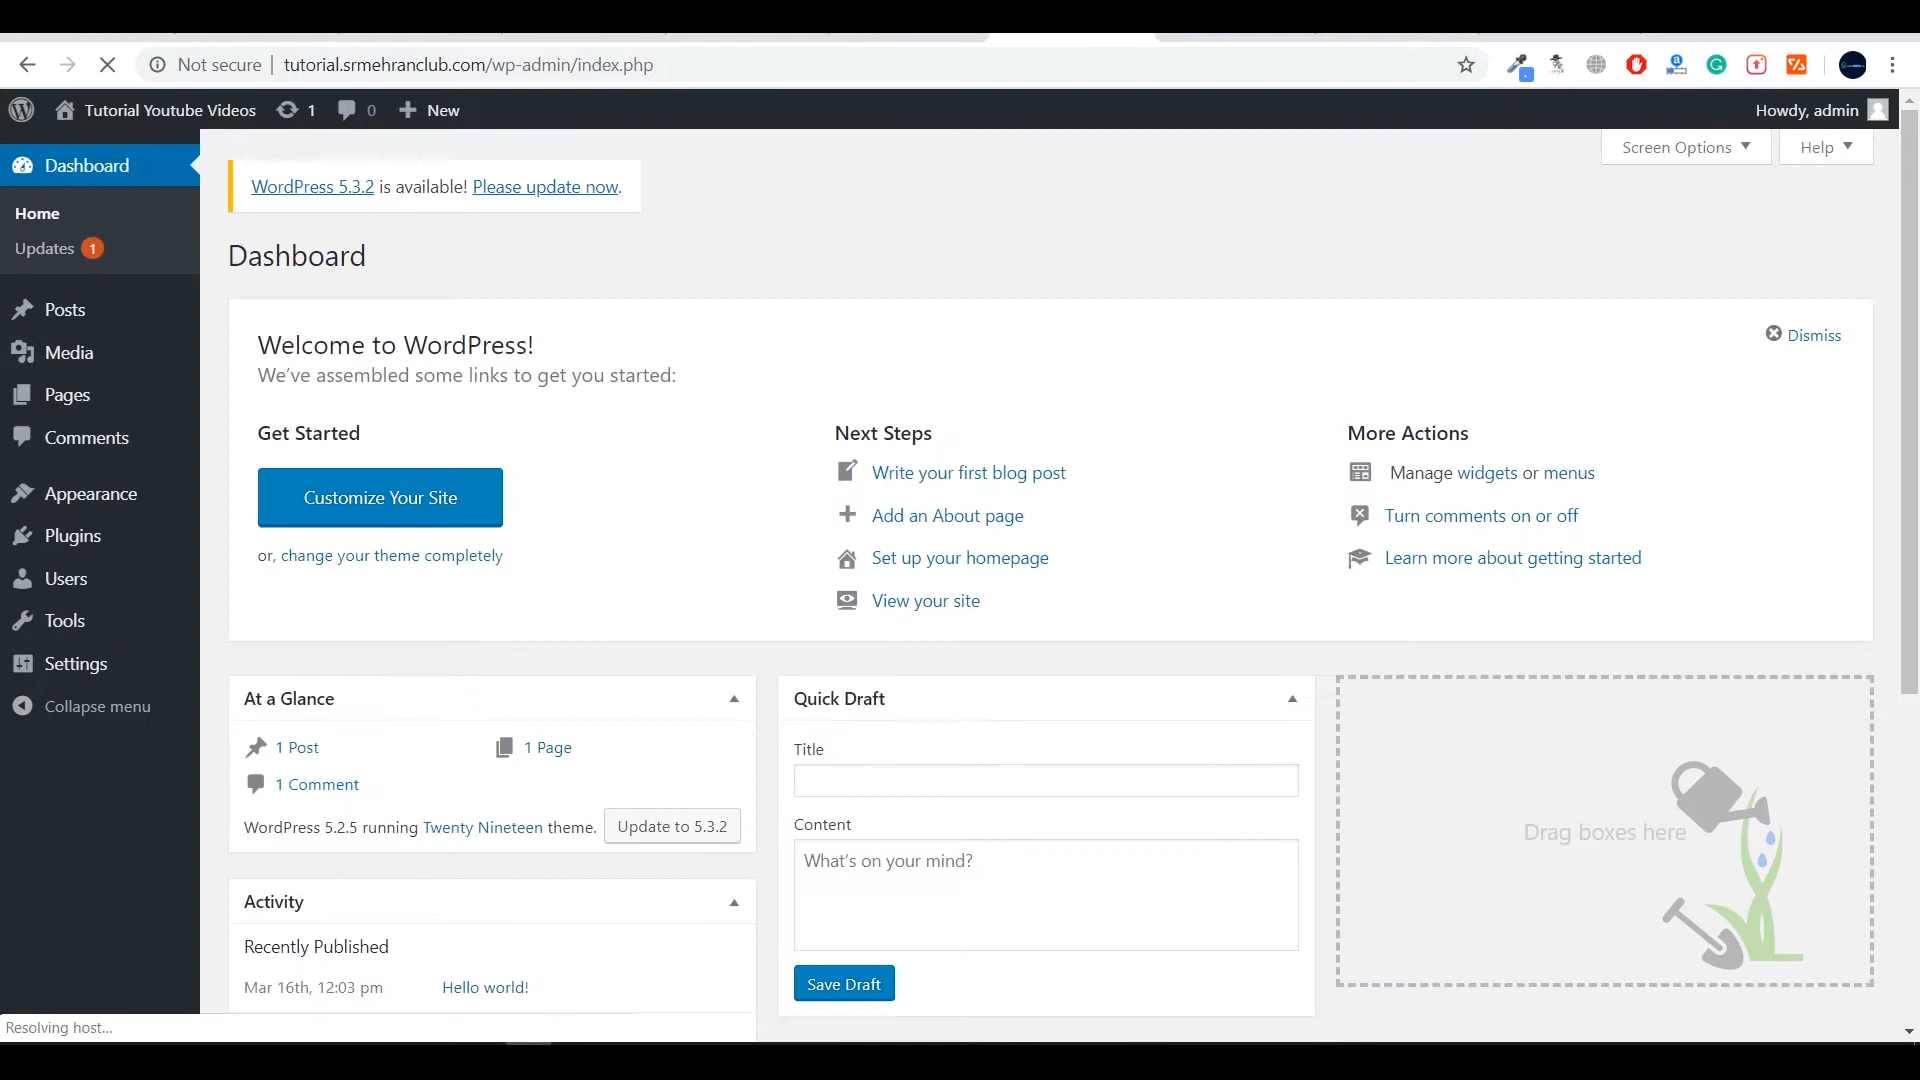 Not secure | tutorial.srmehranclub.com/wp-admin/index.php
Tutorial Youtube Videos 1 0 New Howdy, admin
Screen Options Help
Dashboard
Home
Updates 1
Posts
Media
Pages
Comments
Appearance
Plugins
Users
Tools
Settings
Collapse menu
WordPress 5.3.2 is available! Please update now.
Dashboard
Welcome to WordPress!
We've assembled some links to get you started:
Dismiss
Get Started
Customize Your Site
or, change your theme completely
Next Steps
Write your first blog post
Add an About page
Set up your homepage
View your site
More Actions
Manage widgets or menus
Turn comments on or off
Learn more about getting started
At a Glance
1 Post 1 Page
1 Comment
WordPress 5.2.5 running Twenty Nineteen theme. Update to 5.3.2
Activity
Recently Published
Mar 16th, 12:03 pm Hello world!
Quick Draft
Title
Content
What's on your mind?
Save Draft
Drag boxes here
Resolving host...